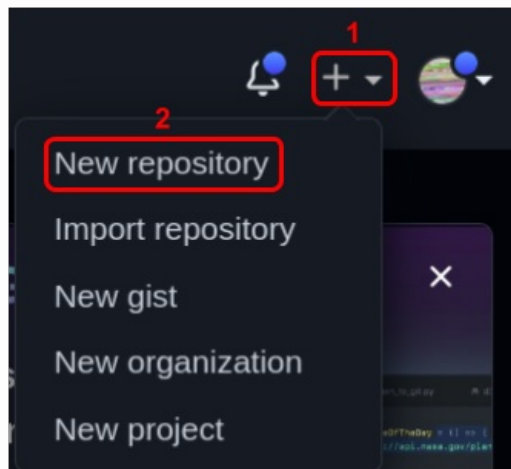 1
+
2
New repository
Import repository
New gist
New organization
New project